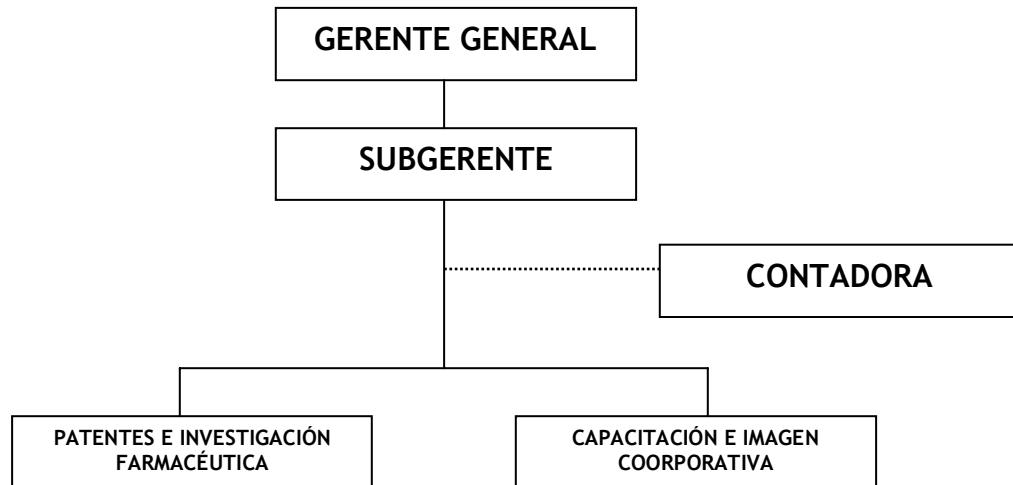 GERENTE GENERAL
SUBGERENTE
CONTADORA
PATENTES E INVESTIGACIÓN
FARMACÉUTICA
CAPACITACIÓN E IMAGEN
COORPORATIVA